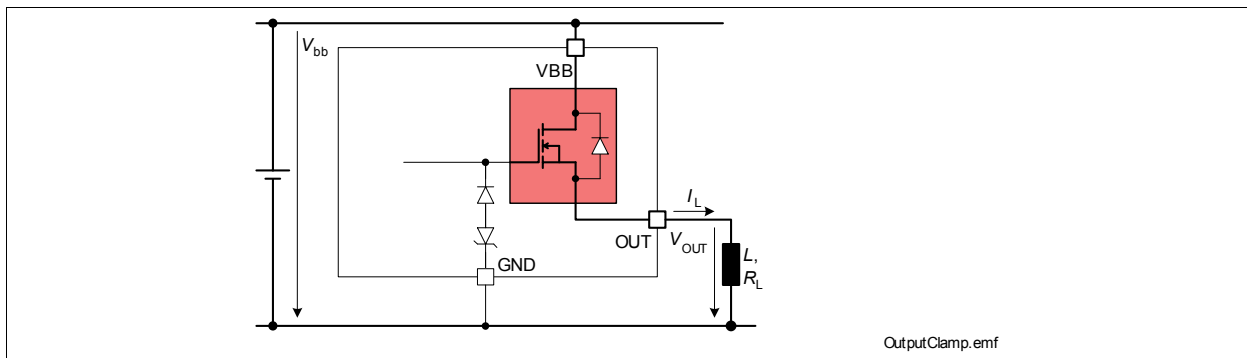 Vbb
VBB
IL
OUT
VOUT
L,
RL
GND
OutputClamp.emf